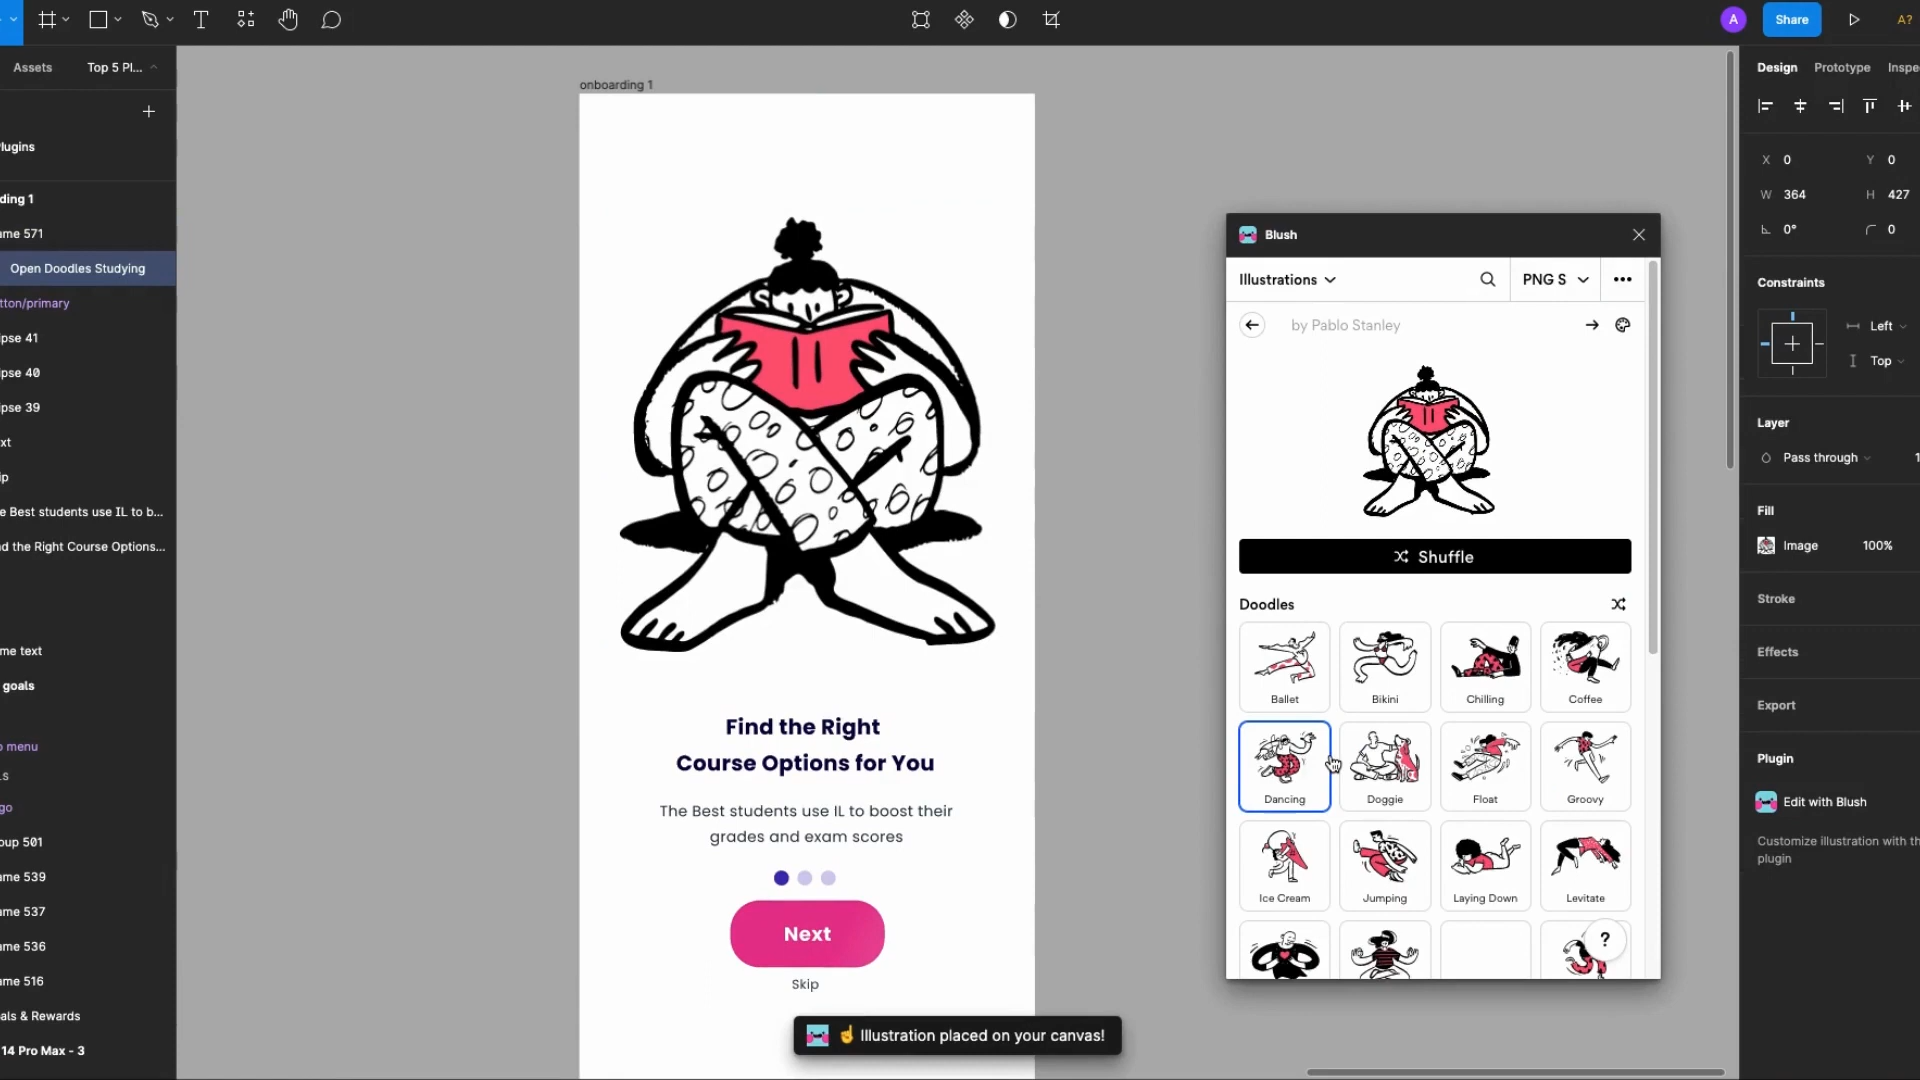 A
Share
A?
Assets
Top 5 Pl...
lugins
ding 1
ame 571
Open Doodles Studying
tton/primary
ipse 41
ipse 40
ipse 39
xt
ip
e Best students use IL to b...
d the Right Course Options...
me text
goals
o menu
LS
go
oup 501
ame 539
ame 537
ame 536
ame 516
als & Rewards
14 Pro Max - 3
onboarding 1
Find the Right
Course Options for You
The Best students use IL to boost their
grades and exam scores
Next
Skip
☝ Illustration placed on your canvas!
Blush
Illustrations
PNG S
by Pablo Stanley
Shuffle
Doodles
Ballet
Bikini
Chilling
Coffee
Dancing
Doggie
Float
Groovy
Ice Cream
Jumping
Laying Down
Levitate
?
Design
Prototype
Inspe
X 0
Y 0
W 364
H 427
0°
0
Constraints
Left
Top
Layer
Pass through
1
Fill
Image
100%
Stroke
Effects
Export
Plugin
Edit with Blush
Customize illustration with th
plugin